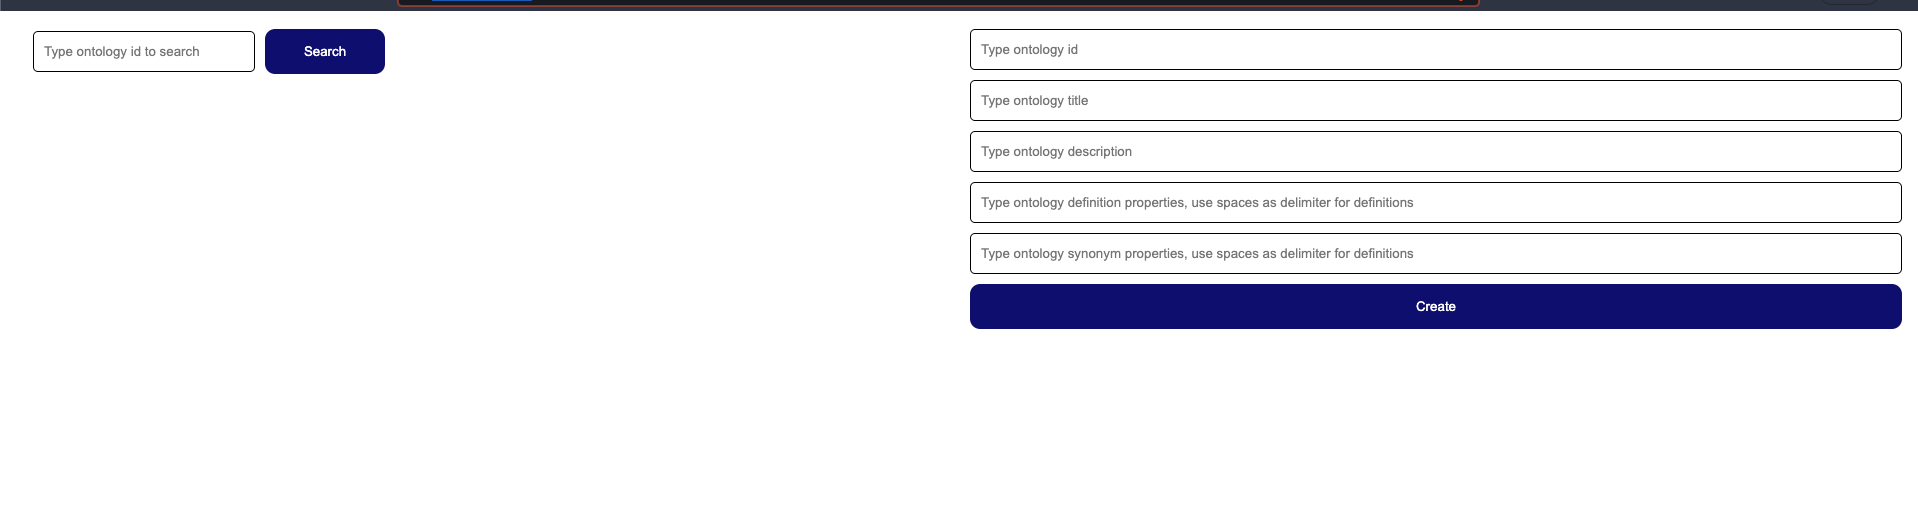 Type ontology id to search
Search
Type ontology id
Type ontology title
Type ontology description
Type ontology definition properties, use spaces as delimiter for definitions
Type ontology synonym properties, use spaces as delimiter for definitions
Create